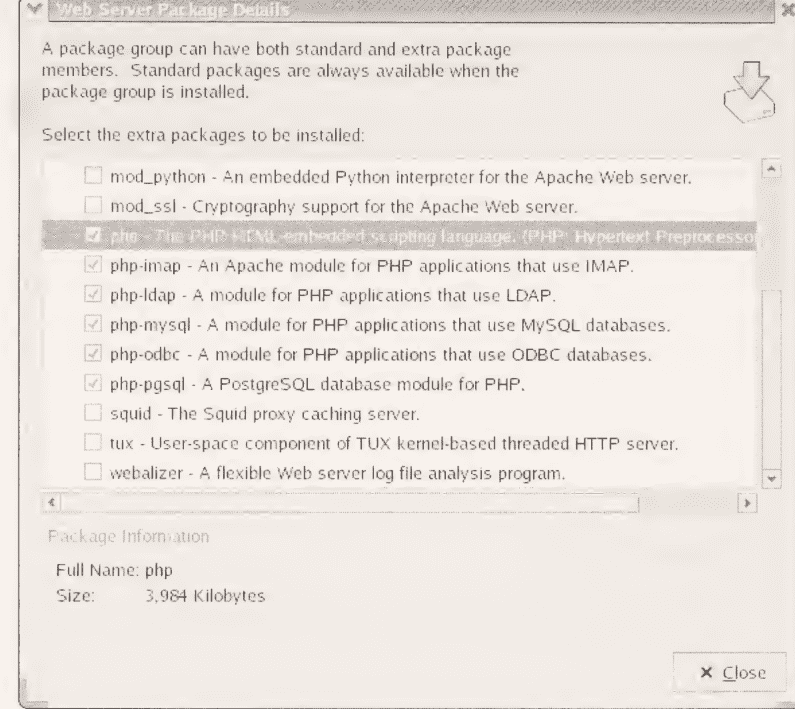 Web Server Package Details
A package group can have both standard and extra package
members. Standard packages are always available when the
package group is installed.
Select the extra packages to be installed:
mod_python - An embedded Python interpreter for the Apache Web server.
mod_ssl - Cryptography support for the Apache Web server.
php - The PHP HTML-embedded scripting language. (PHP: Hypertext Preprocessor
php-imap - An Apache module for PHP applications that use IMAP.
php-ldap - A module for PHP applications that use LDAP.
php-mysql - A module for PHP applications that use MySQL databases.
php-odbc - A module for PHP applications that use ODBC databases.
php-pgsql - A PostgreSQL database module for PHP.
squid - The Squid proxy caching server.
tux - User-space component of TUX kernel-based threaded HTTP server.
webalizer - A flexible Web server log file analysis program.
Package Information
Full Name: php
Size: 3,984 Kilobytes
Close